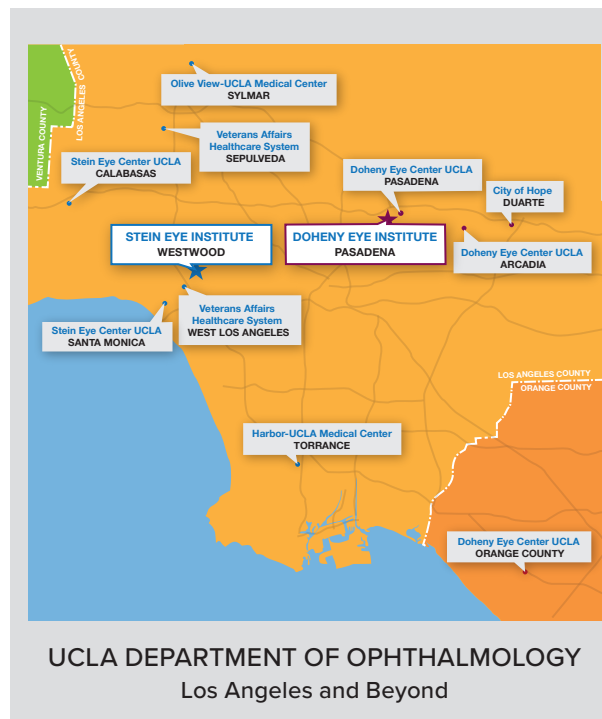 VENTURA COUNTY
LOS ANGELES COUNTY
Olive View-UCLA Medical Center
SYLMAR
Veterans Affairs
Healthcare System
SEPULVEDA
Stein Eye Center UCLA
CALABASAS
Doheny Eye Center UCLA
PASADENA
City of Hope
DUARTE
STEIN EYE INSTITUTE
WESTWOOD
DOHENY EYE INSTITUTE
PASADENA
Doheny Eye Center UCLA
ARCADIA
Veterans Affairs
Healthcare System
WEST LOS ANGELES
Stein Eye Center UCLA
SANTA MONICA
LOS ANGELES COUNTY
ORANGE COUNTY
Harbor-UCLA Medical Center
TORRANCE
Doheny Eye Center UCLA
ORANGE COUNTY
UCLA DEPARTMENT OF OPHTHALMOLOGY
Los Angeles and Beyond